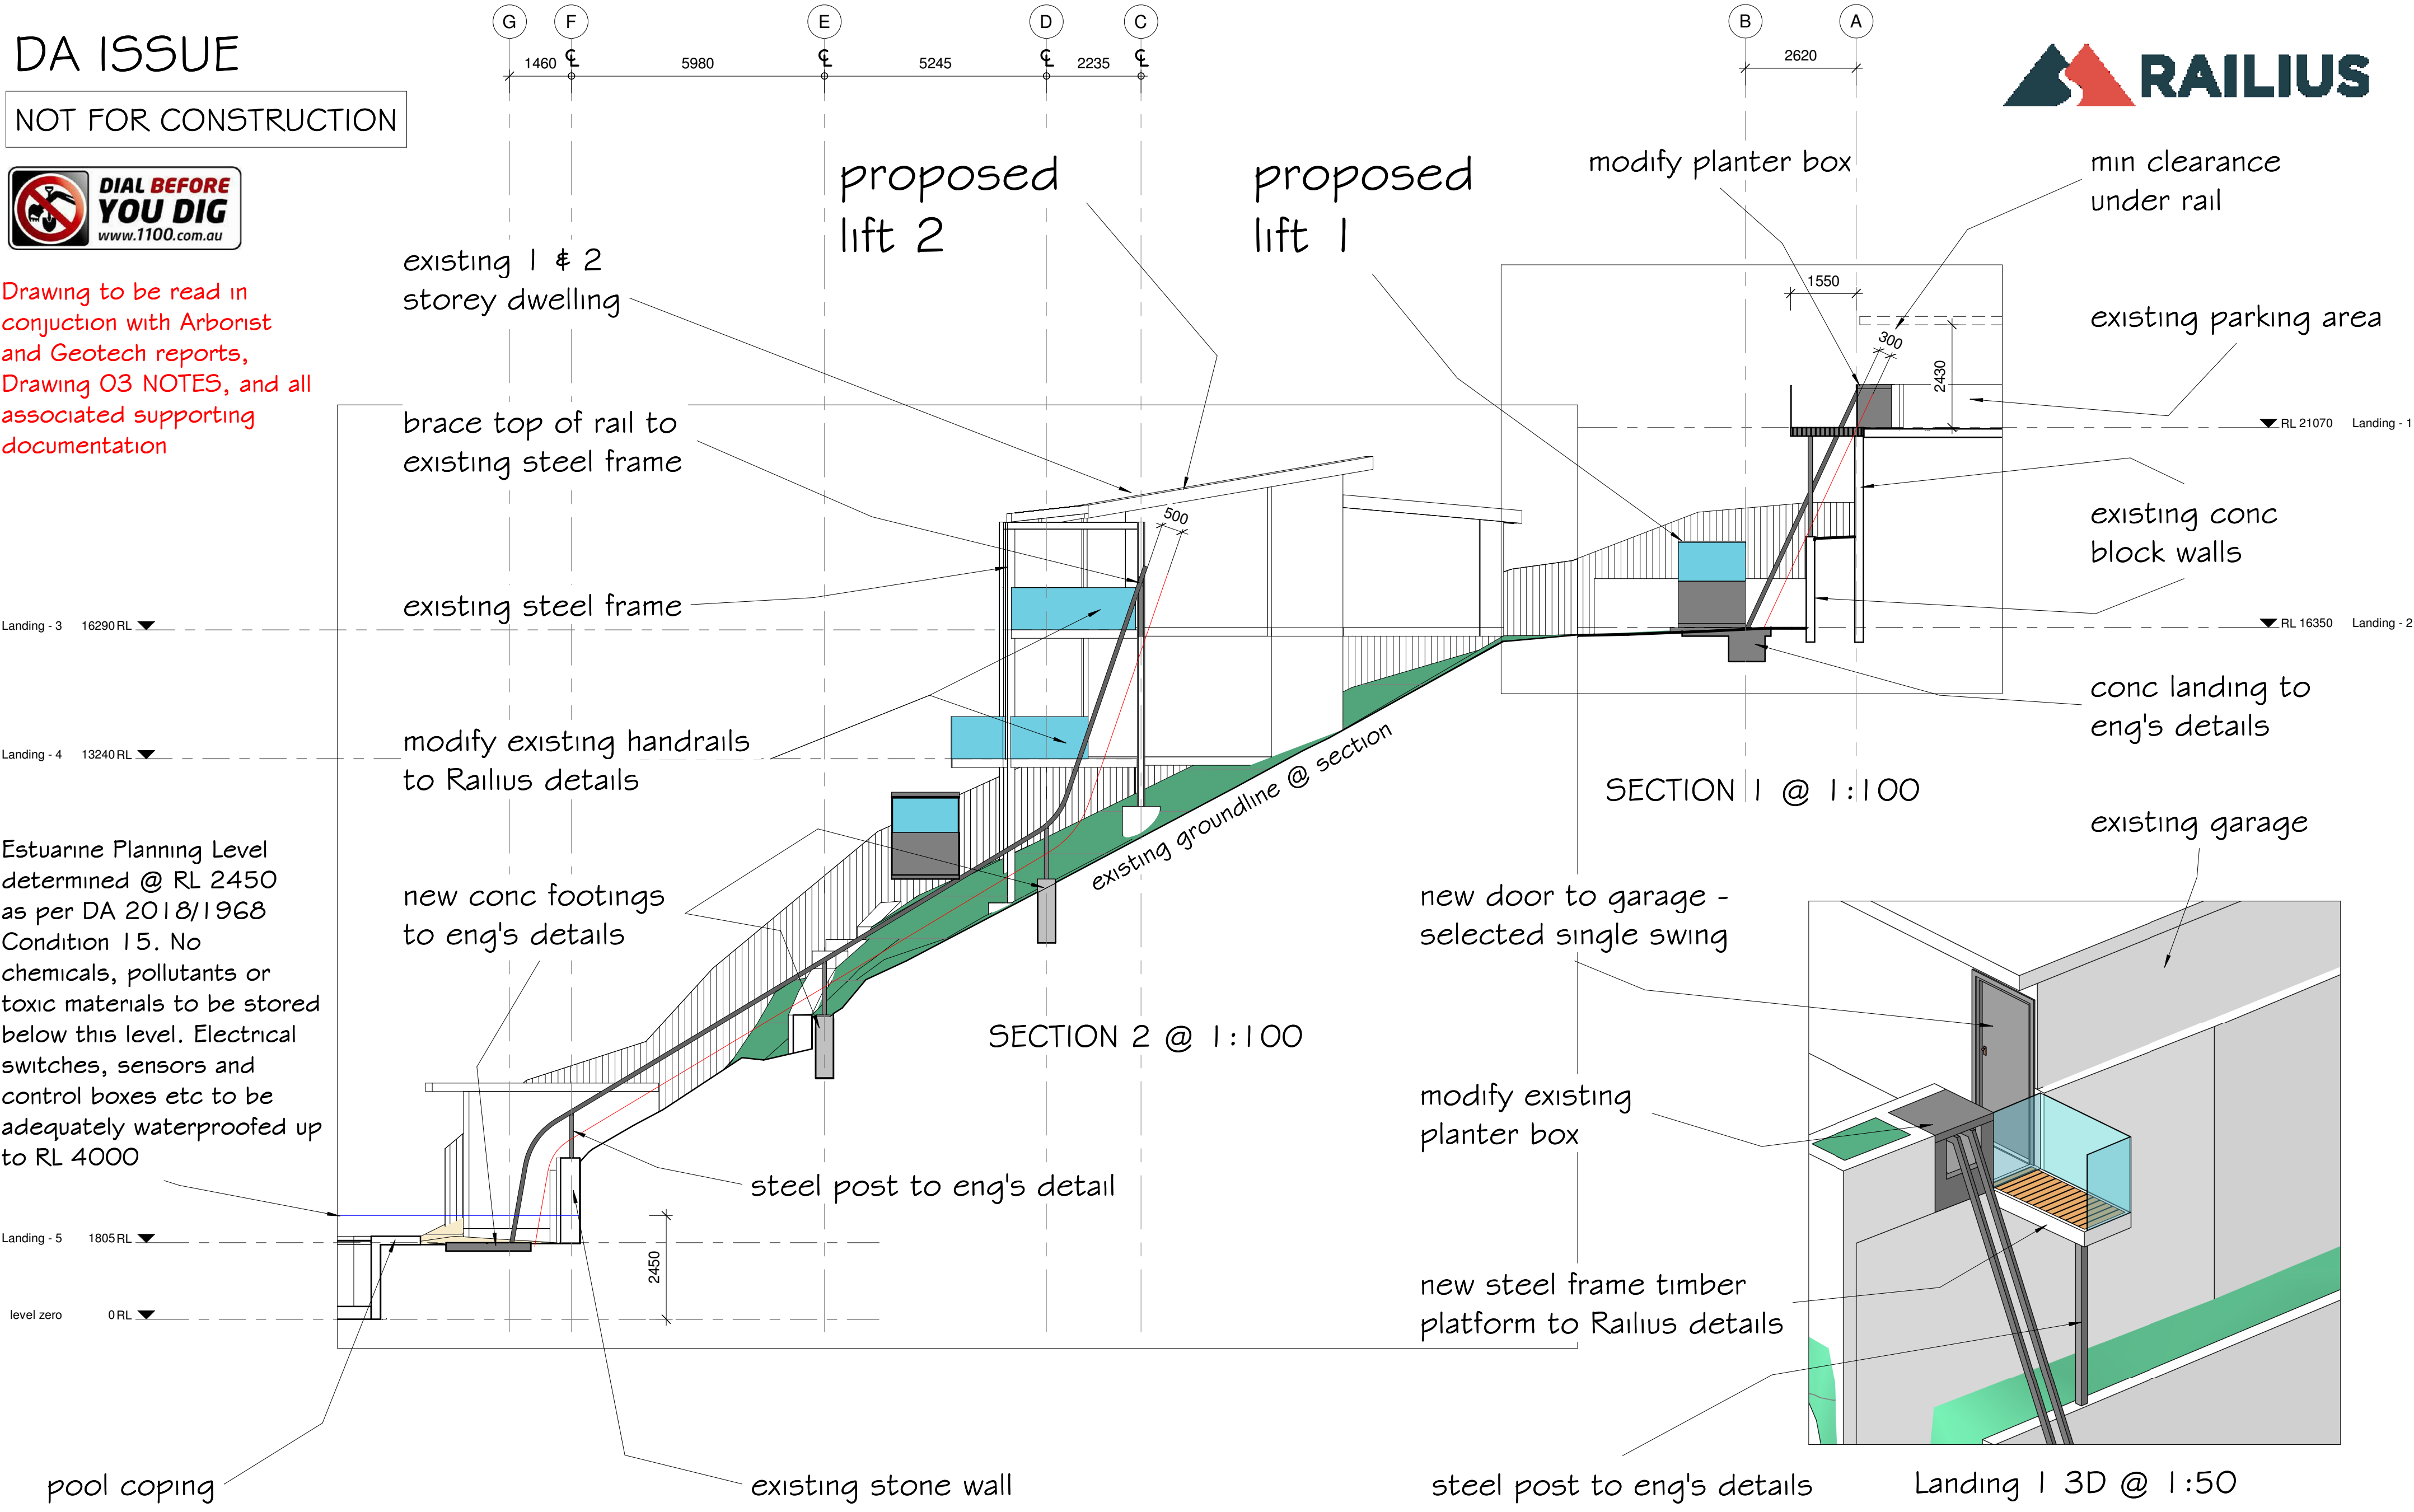 DA ISSUE
NOT FOR CONSTRUCTION
DIAL BEFORE
YOU DIG
www.1100.com.au
Drawing to be read in
conjuction with Arborist
and Geotech reports,
Drawing 03 NOTES, and all
associated supporting
documentation
G
F
E
D
C
B
A
1460
5980
5245
2235
2620
RAILIUS
proposed
lift 2
proposed
lift 1
modify planter box
min clearance
under rail
existing 1 & 2
storey dwelling
1550
300
2430
existing parking area
brace top of rail to
existing steel frame
RL 21070 Landing - 1
500
existing conc
block walls
existing steel frame
Landing - 3 16290 RL
RL 16350 Landing - 2
conc landing to
eng's details
modify existing handrails
to Railius details
Landing - 4 13240 RL
existing groundline @ section
SECTION 1 @ 1:100
existing garage
Estuarine Planning Level
determined @ RL 2450
as per DA 2018/1968
Condition 15. No
chemicals, pollutants or
toxic materials to be stored
below this level. Electrical
switches, sensors and
control boxes etc to be
adequately waterproofed up
to RL 4000
new conc footings
to eng's details
new door to garage -
selected single swing
SECTION 2 @ 1:100
modify existing
planter box
steel post to eng's detail
Landing - 5 1805 RL
2450
level zero 0 RL
new steel frame timber
platform to Railius details
pool coping
existing stone wall
steel post to eng's details
Landing 1 3D @ 1:50